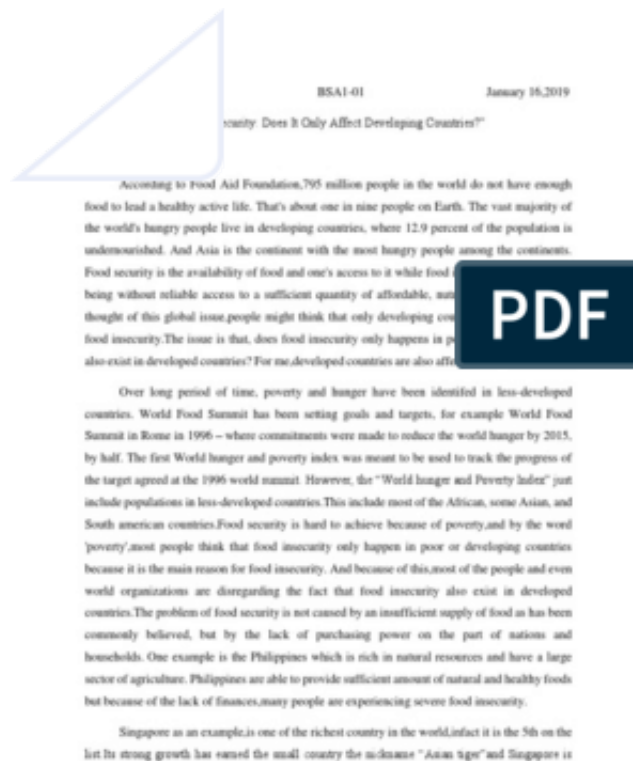 BSA1-01 January 16,2019
Does It Only Affect Developing Countries?"
According to Food Aid Foundation,795 million people in the world do not have enough
food to lead a healthy active life. That's about one in nine people on Earth. The vast majority of
the world's hungry people live in developing countries, where 12.9 percent of the population is
undernourished. And Asia is the continent with the most hungry people among the continents.
Food security is the availability of food and one's access to it while food
being without reliable access to a sufficient quantity of affordable,
thought of this global issue,people might think that only developing
food insecurity.The issue is that, does food insecurity only happens in
also exist in developed countries? For me,developed countries are also
PDF
Over long period of time, poverty and hunger have been identifed in less-developed
countries. World Food Summit has been setting goals and targets, for example World Food
Summit in Rome in 1996 – where commitments were made to reduce the world hunger by 2015,
by half. The first World hunger and poverty index was meant to be used to track the progress of
the target agreed at the 1996 world summit. However, the "World hunger and Poverty Index" just
include populations in less-developed countries.This include most of the African, some Asian, and
South american countries.Food security is hard to achieve because of poverty,and by the word
'poverty',most people think that food insecurity only happen in poor or developing countries
because it is the main reason for food insecurity. And because of this,most of the people and even
world organizations are disregarding the fact that food insecurity also exist in developed
countries.The problem of food security is not caused by an insufficient supply of food as has been
commonly believed, but by the lack of purchasing power on the part of nations and
households. One example is the Philippines which is rich in natural resources and have a large
sector of agriculture. Philippines are able to provide sufficient amount of natural and healthy foods
but because of the lack of finances,many people are experiencing severe food insecurity.
Singapore as an example,is one of the richest country in the world,infact it is the 5th on the
list.Its strong growth has earned the small country the nickname "Asian tiger"and Singapore is